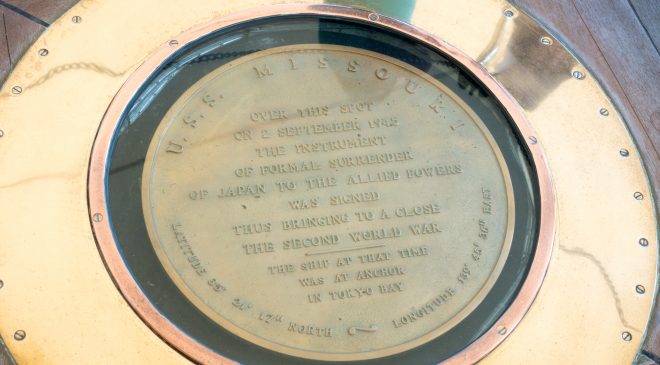 U.S.S. MISSOURI
OVER THIS SPOT
ON 2 SEPTEMBER 1945
THE INSTRUMENT
OF FORMAL SURRENDER
OF JAPAN TO THE ALLIED POWERS
WAS SIGNED
THUS BRINGING TO A CLOSE
THE SECOND WORLD WAR
THE SHIP AT THAT TIME
WAS AT ANCHOR
IN TOKYO BAY
LATITUDE 35° 21' 17" NORTH - LONGITUDE 139° 45' 36" EAST